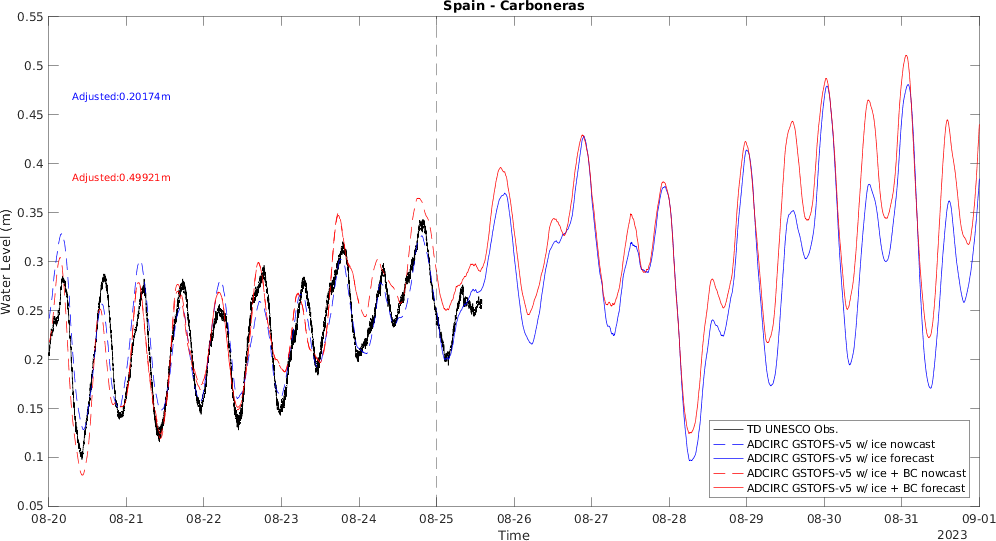 Spain - Carboneras
0.55
0.5
0.45
0.4
0.35
0.3
0.25
0.2
0.15
0.1
0.05
Water Level (m)
Adjusted:0.20174m
Adjusted:0.49921m
TD UNESCO Obs.
ADCIRC GSTOFS-v5 w/ ice nowcast
ADCIRC GSTOFS-v5 w/ ice forecast
ADCIRC GSTOFS-v5 w/ ice + BC nowcast
ADCIRC GSTOFS-v5 w/ ice + BC forecast
08-20 08-21 08-22 08-23 08-24 08-25 08-26 08-27 08-28 08-29 08-30 08-31 09-01
Time
2023